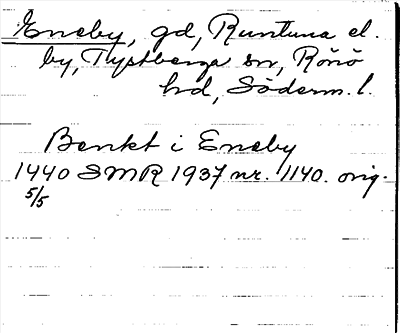 Eneby, gd, Runtuna el.
by, Tystberga sn, Rönö
hd, Söderm. l.
Benkt i Eneby
1440 SMR 1937 nr. 1140. orig.
5/5